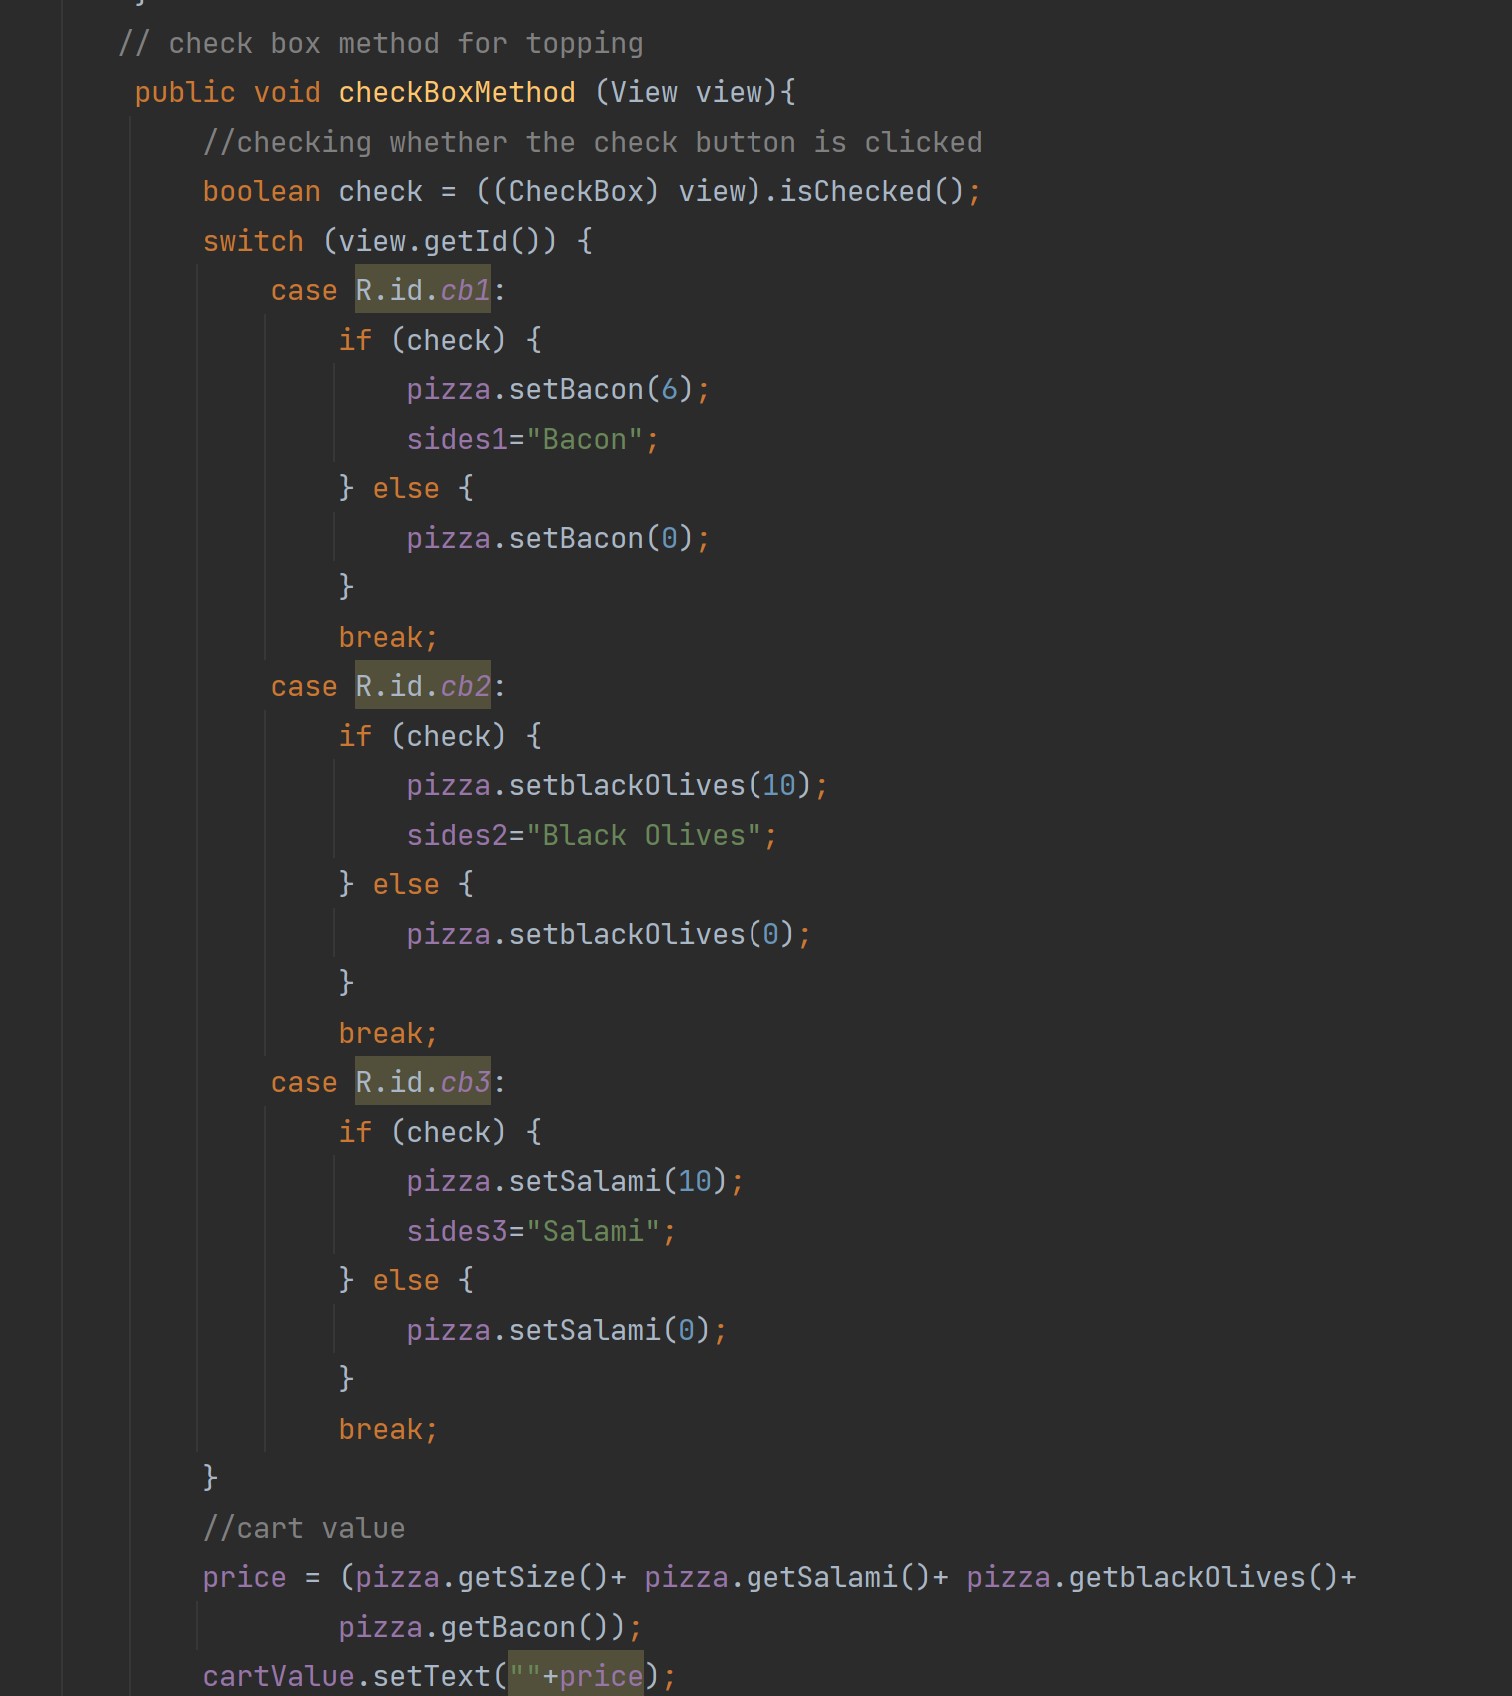 }
// check box method for topping
public void checkBoxMethod (View view){
//checking whether the check button is clicked
boolean check = ((CheckBox) view).isChecked();
switch (view.getId()) {
case R.id.cb1:
if (check) {
pizza.setBacon(6);
sides1="Bacon";
} else {
pizza.setBacon(0);
}
break;
case R.id.cb2:
if (check) {
pizza.setblackOlives(10);
sides2="Black Olives";
} else {
pizza.setblackOlives(0);
}
break;
case R.id.cb3:
if (check) {
pizza.setSalami(10);
sides3="Salami";
} else {
pizza.setSalami(0);
}
break;
}
//cart value
price = (pizza.getSize()+ pizza.getSalami()+ pizza.getblackOlives()+
pizza.getBacon());
cartValue.setText(""+price);